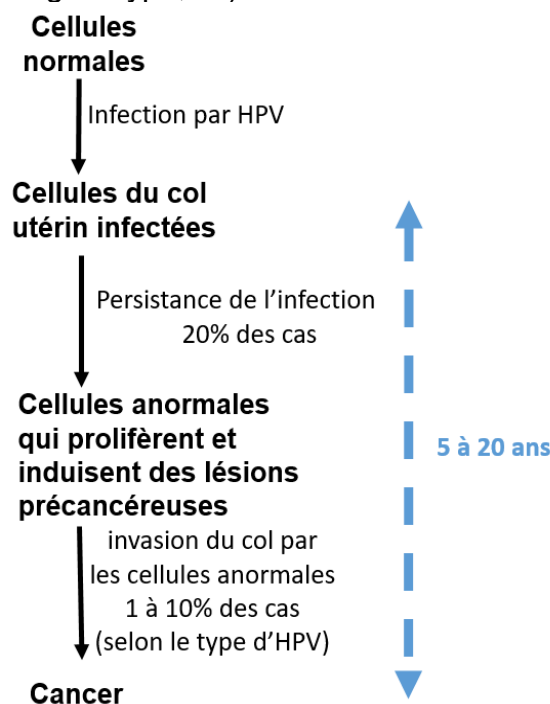 Cellules
normales
Infection par HPV
Cellules du col
utérin infectées
Persistance de l'infection
20% des cas
Cellules anormales
qui prolifèrent et
induisent des lésions
précancéreuses
5 à 20 ans
invasion du col par
les cellules anormales
1 à 10% des cas
(selon le type d'HPV)
Cancer